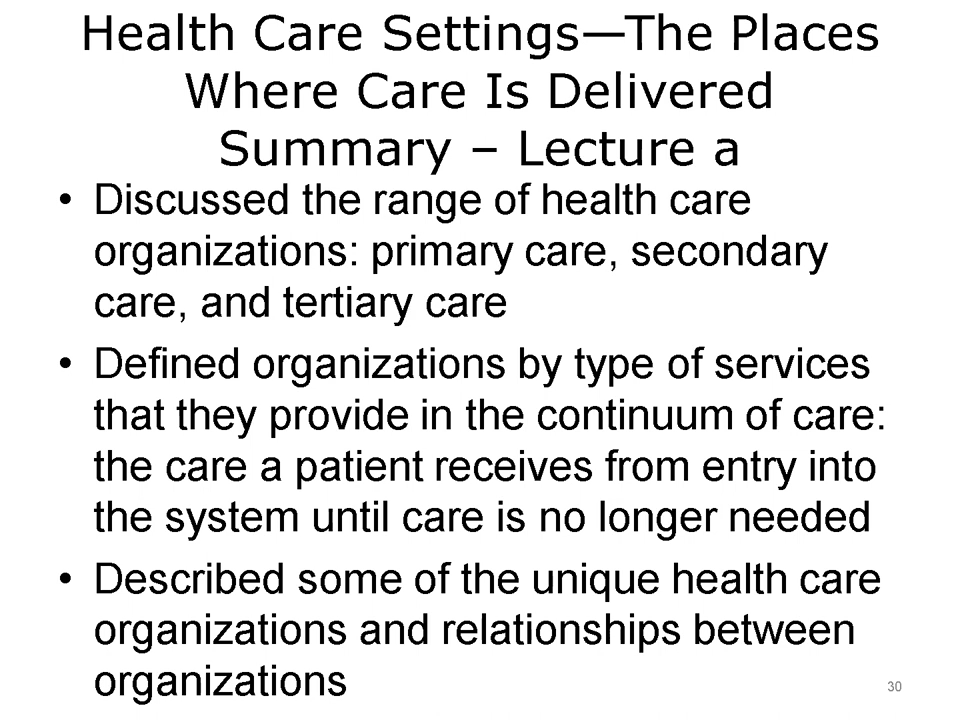 Health Care Settings—The Places
Where Care Is Delivered
Summary – Lecture a
• Discussed the range of health care
organizations: primary care, secondary
care, and tertiary care
• Defined organizations by type of services
that they provide in the continuum of care:
the care a patient receives from entry into
the system until care is no longer needed
• Described some of the unique health care
organizations and relationships between
organizations
30